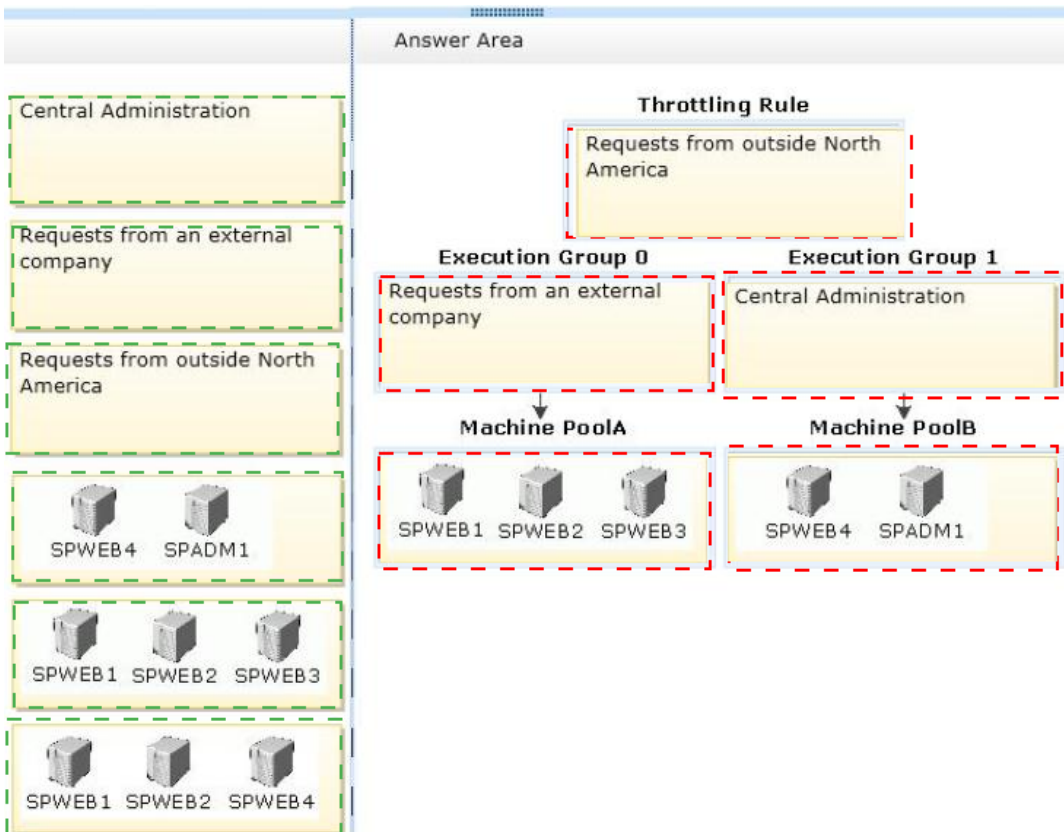 Answer Area
Central Administration
Requests from an external
company
Requests from outside North
America
SPWEB4 SPADM1
SPWEB1 SPWEB2 SPWEB3
SPWEB1 SPWEB2 SPWEB4
Throttling Rule
Requests from outside North
America
Execution Group 0 Execution Group 1
Requests from an external
company
Central Administration
Machine PoolA Machine PoolB
SPWEB1 SPWEB2 SPWEB3
SPWEB4 SPADM1